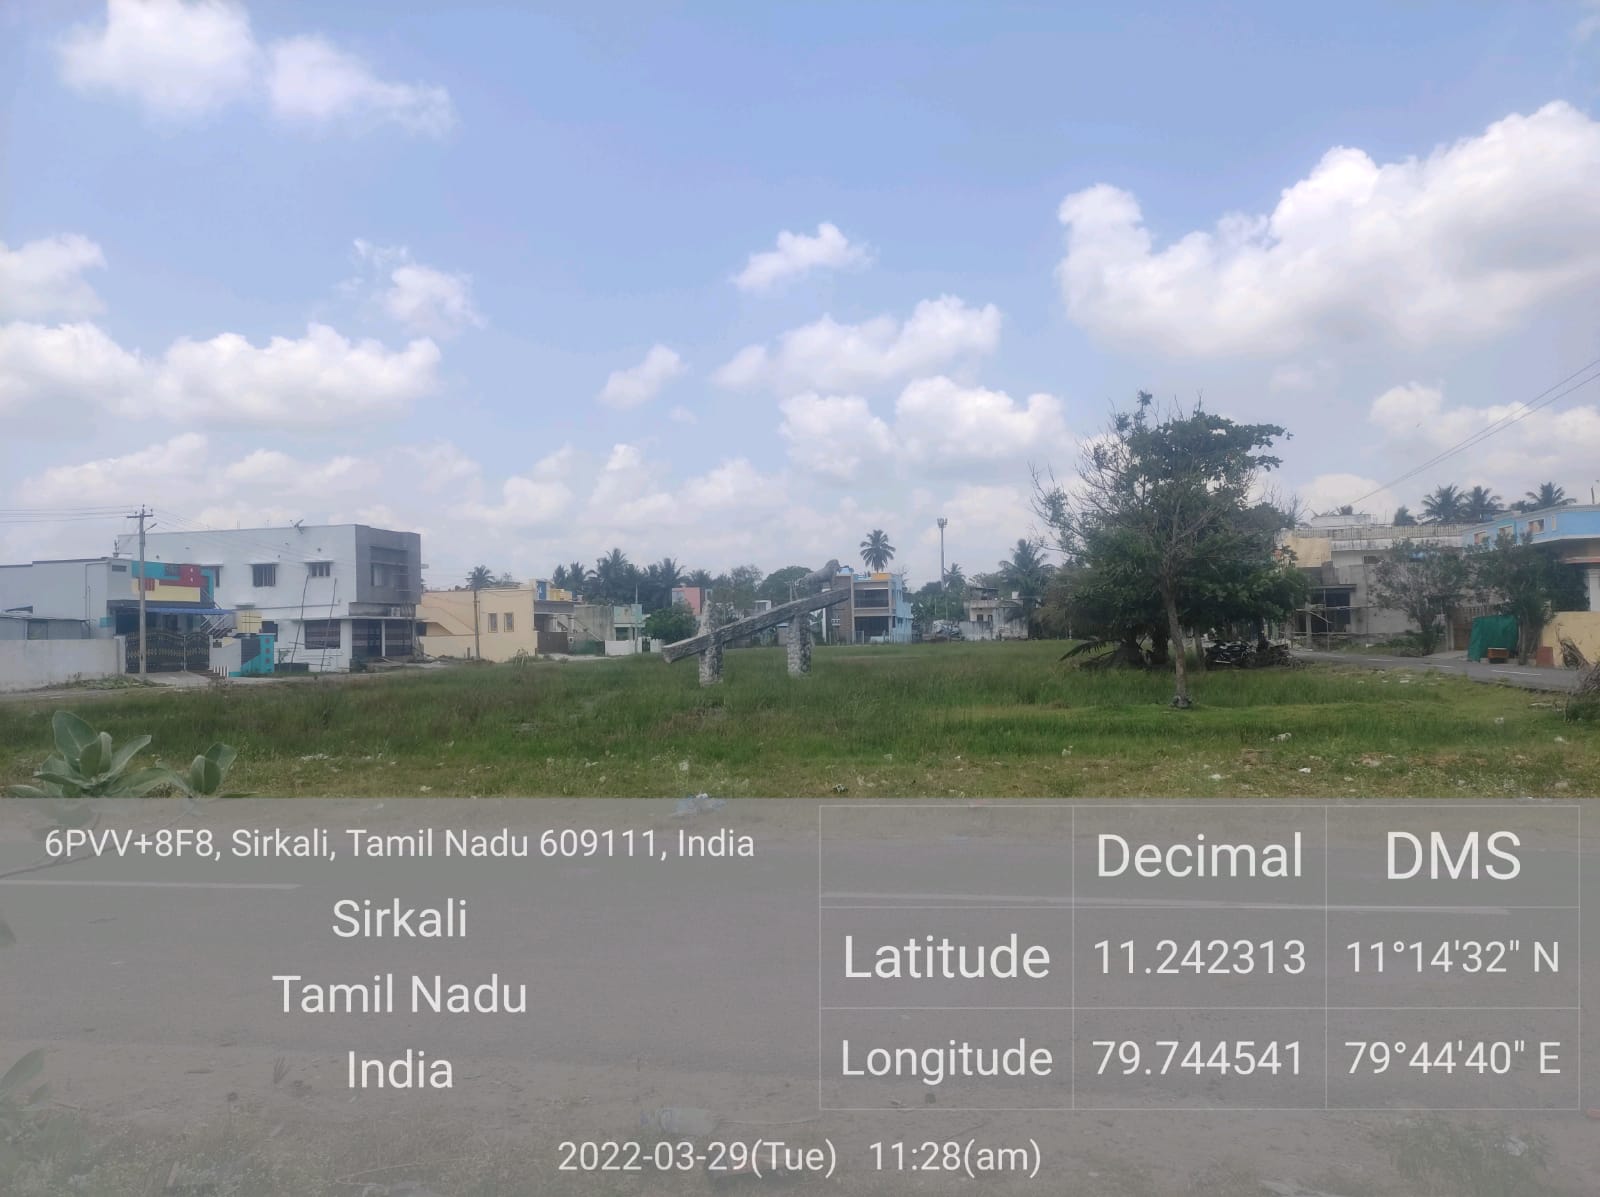 6PVV+8F8, Sirkali, Tamil Nadu 609111, India
Sirkali
Tamil Nadu
India
Decimal DMS
Latitude 11.242313 11°14'32" N
Longitude 79.744541 79°44'40" E
2022-03-29(Tue) 11:28(am)